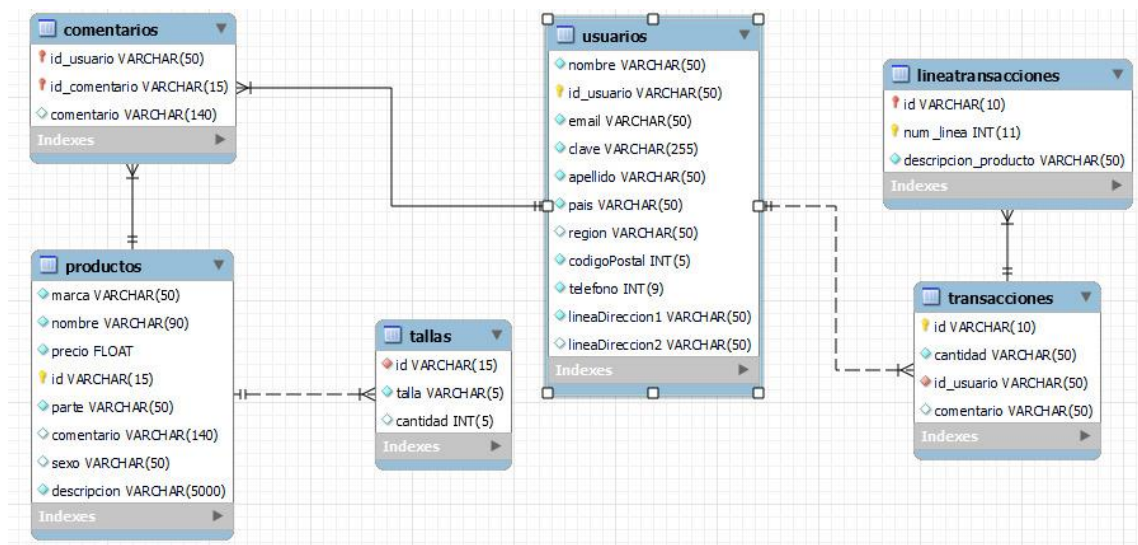 comentarios
id_usuario VARCHAR(50)
id_comentario VARCHAR(15)
comentario VARCHAR(140)
Indexes
usuarios
nombre VARCHAR(50)
id_usuario VARCHAR(50)
email VARCHAR(50)
clave VARCHAR(255)
apellido VARCHAR(50)
pais VARCHAR(50)
region VARCHAR(50)
codigoPostal INT(5)
telefono INT(9)
lineaDireccion1 VARCHAR(50)
lineaDireccion2 VARCHAR(50)
Indexes
lineatransacciones
id VARCHAR(10)
num_linea INT(11)
descripcion_producto VARCHAR(50)
Indexes
productos
marca VARCHAR(50)
nombre VARCHAR(90)
precio FLOAT
id VARCHAR(15)
parte VARCHAR(50)
comentario VARCHAR(140)
sexo VARCHAR(50)
descripcion VARCHAR(5000)
Indexes
tallas
id VARCHAR(15)
talla VARCHAR(5)
cantidad INT(5)
Indexes
transacciones
id VARCHAR(10)
cantidad VARCHAR(50)
id_usuario VARCHAR(50)
comentario VARCHAR(50)
Indexes